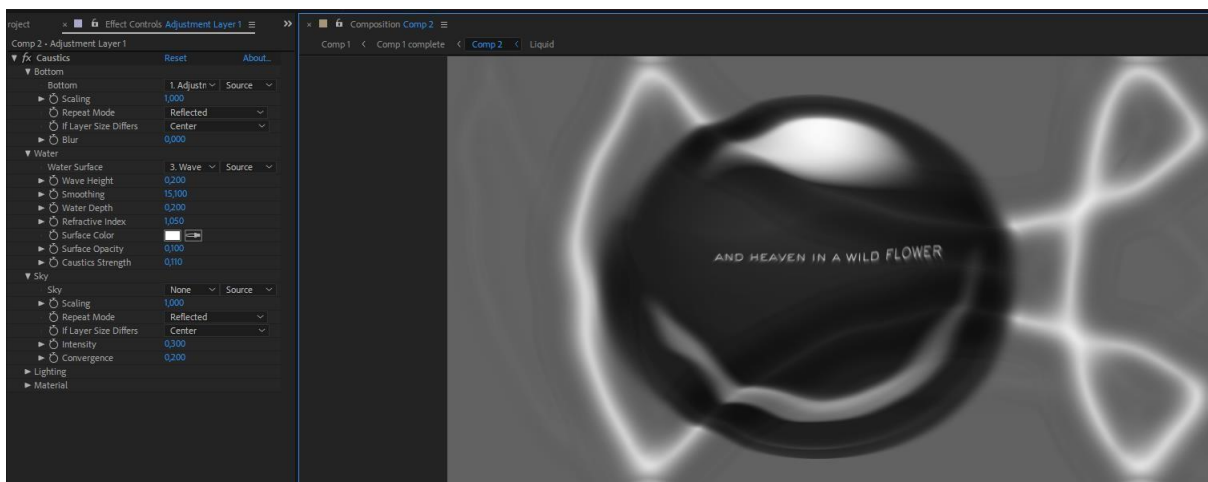 roject × Effect Controls Adjustment Layer 1 ≡ »
× Composition Comp 2 ≡
Comp 2 • Adjustment Layer 1
Comp 1 < Comp 1 complete < Comp 2 < Liquid
fx Caustics Reset About...
Bottom
Bottom 1. Adjustn Source
Scaling 1,000
Repeat Mode Reflected
If Layer Size Differs Center
Blur 0,000
Water
Water Surface 3. Wave Source
Wave Height 0,200
Smoothing 15,100
Water Depth 0,200
Refractive Index 1,050
Surface Color
Surface Opacity 0,100
Caustics Strength 0,110
Sky
Sky None Source
Scaling 1,000
Repeat Mode Reflected
If Layer Size Differs Center
Intensity 0,300
Convergence 0,200
Lighting
Material
AND HEAVEN IN A WILD FLOWER